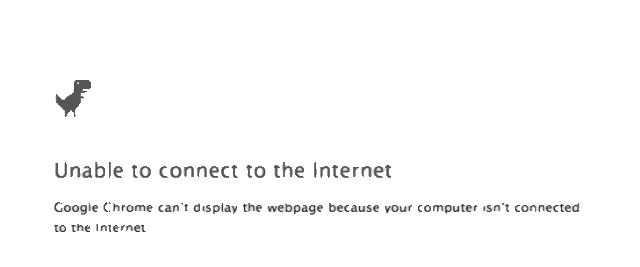 Unable to connect to the Internet
Google Chrome can't display the webpage because your computer isn't connected
to the Internet